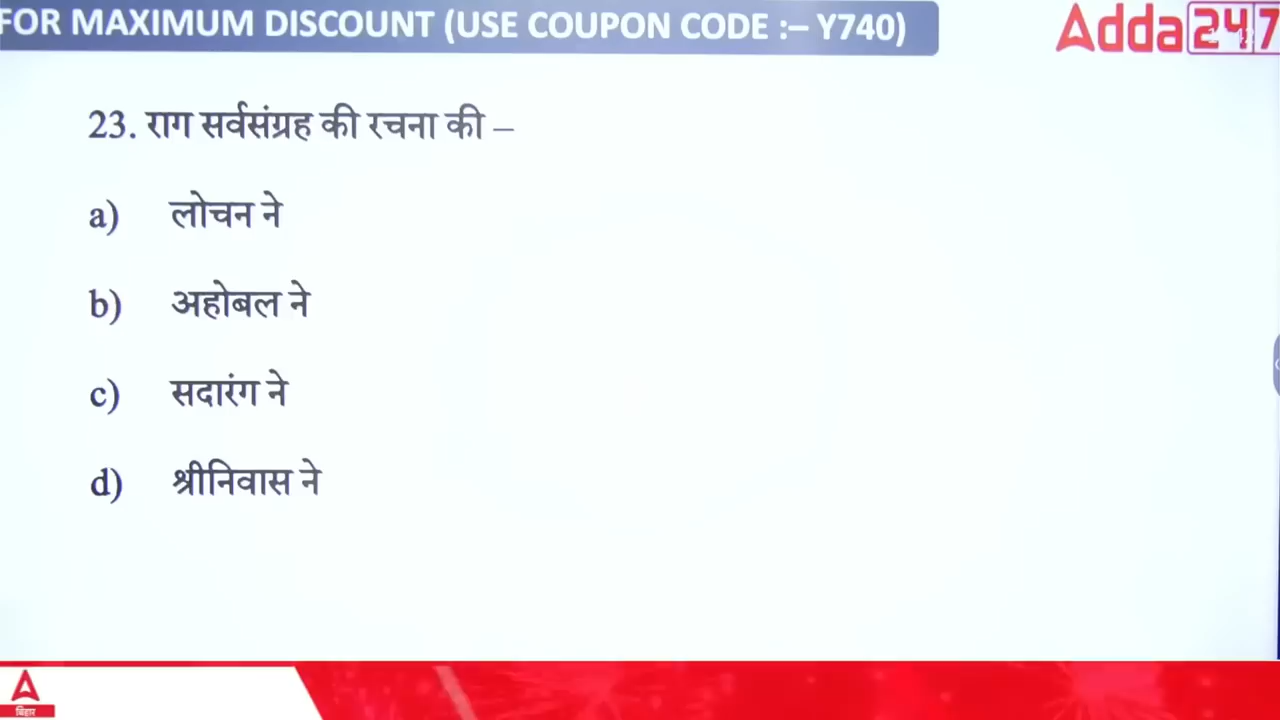 FOR MAXIMUM DISCOUNT (USE COUPON CODE :– Y740)
Adda247
23. राग सर्वसंग्रह की रचना की –
a) लोचन ने
b) अहोबल ने
c) सदारंग ने
d) श्रीनिवास ने
बिहार